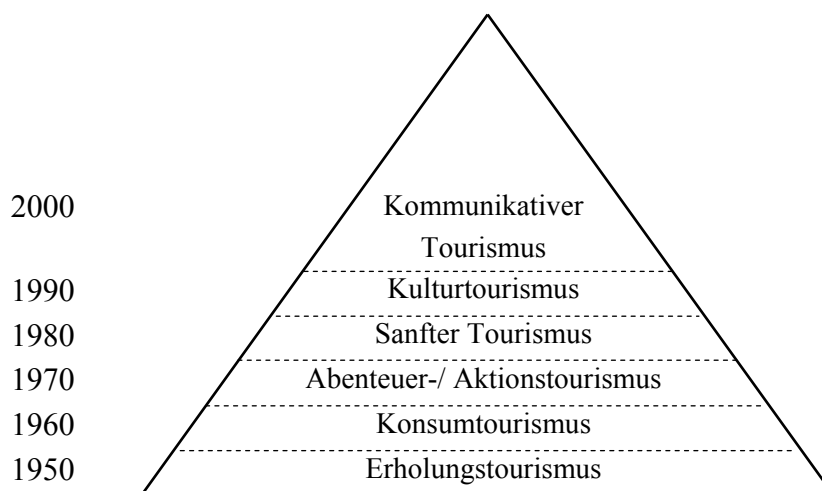 2000 Kommunikativer
Tourismus
1990 Kulturtourismus
1980 Sanfter Tourismus
1970 Abenteuer-/ Aktionstourismus
1960 Konsumtourismus
1950 Erholungstourismus